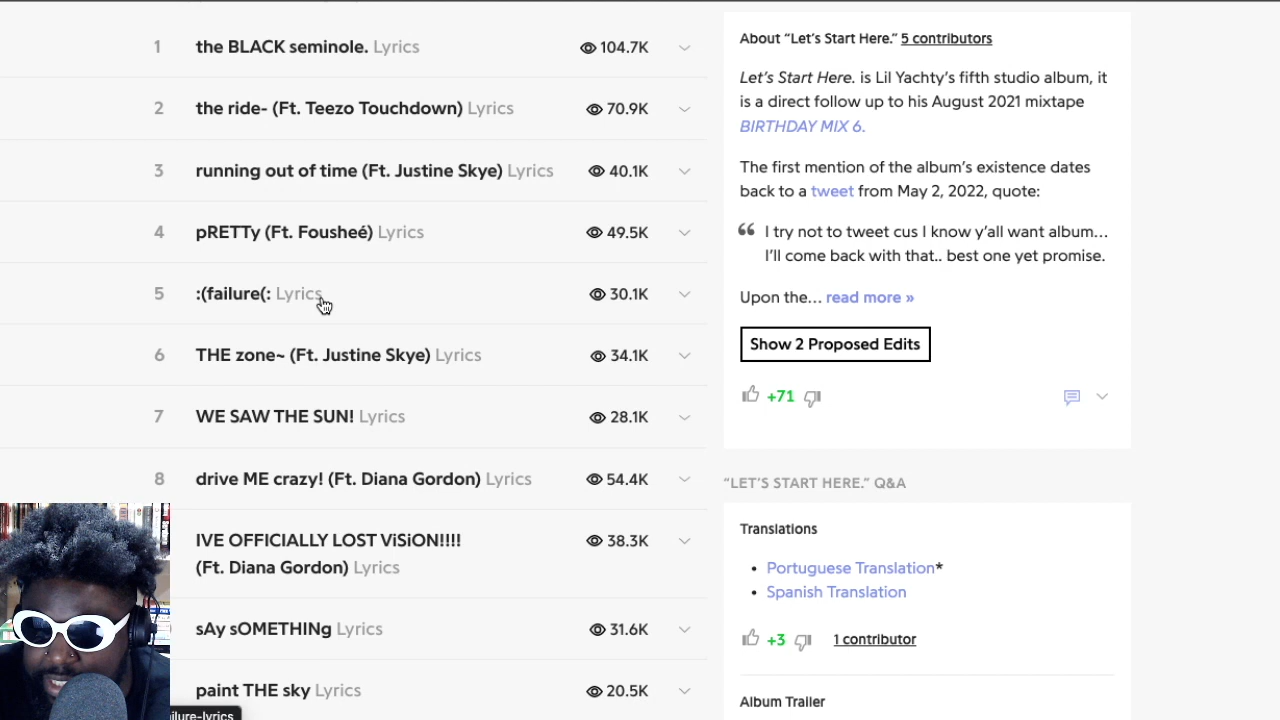 1 the BLACK seminole. Lyrics 104.7K
2 the ride- (Ft. Teezo Touchdown) Lyrics 70.9K
3 running out of time (Ft. Justine Skye) Lyrics 40.1K
4 pRETTy (Ft. Fousheé) Lyrics 49.5K
5 :(failure(: Lyrics 30.1K
6 THE zone~ (Ft. Justine Skye) Lyrics 34.1K
7 WE SAW THE SUN! Lyrics 28.1K
8 drive ME crazy! (Ft. Diana Gordon) Lyrics 54.4K
IVE OFFICIALLY LOST ViSiON!!!! 38.3K
(Ft. Diana Gordon) Lyrics
sAy sOMETHINg Lyrics 31.6K
paint THE sky Lyrics 20.5K
ilure-lyrics
About “Let’s Start Here.” 5 contributors
Let’s Start Here. is Lil Yachty’s fifth studio album, it
is a direct follow up to his August 2021 mixtape
BIRTHDAY MIX 6.
The first mention of the album’s existence dates
back to a tweet from May 2, 2022, quote:
“ I try not to tweet cus I know y’all want album…
I’ll come back with that.. best one yet promise.
Upon the… read more »
Show 2 Proposed Edits
+71
“LET’S START HERE.” Q&A
Translations
• Portuguese Translation*
• Spanish Translation
+3 1 contributor
Album Trailer